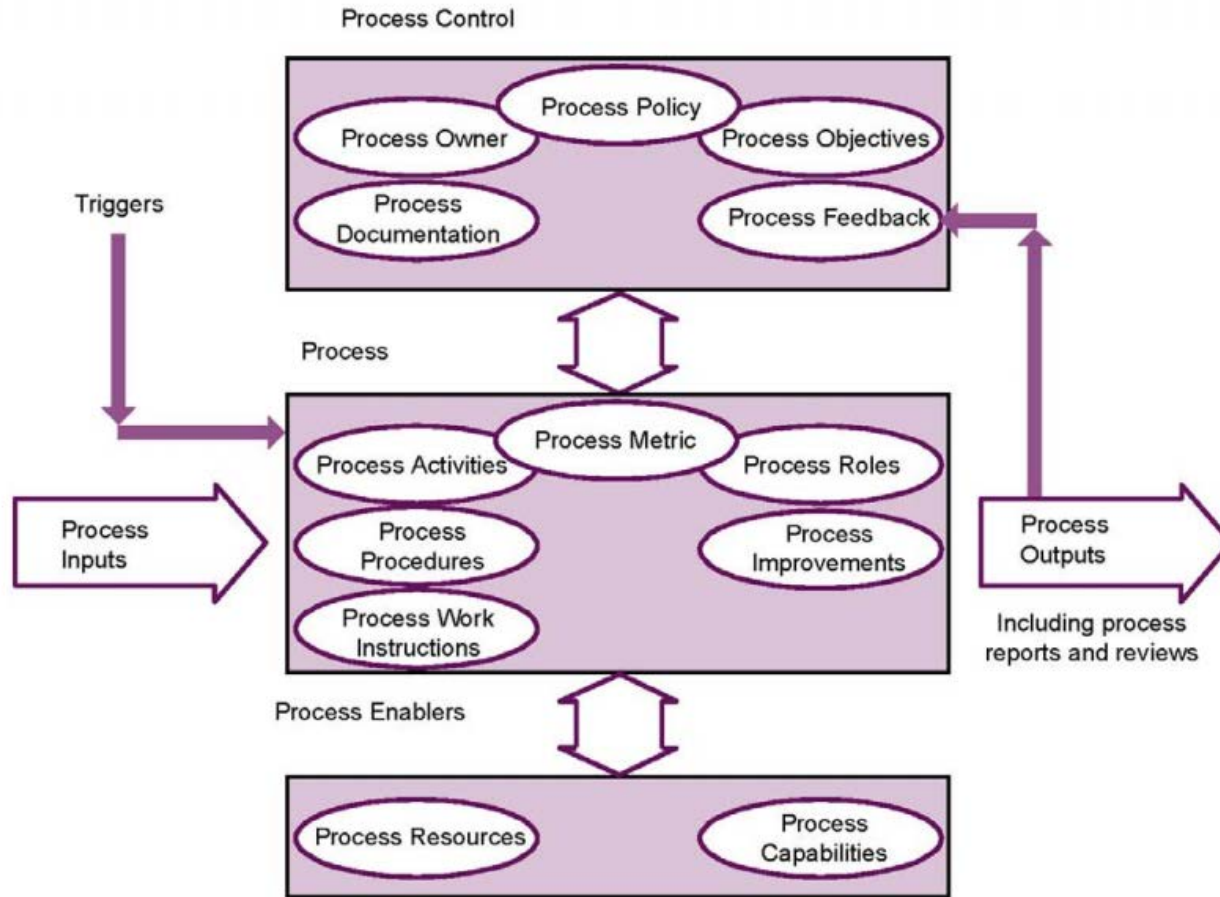 Process Control
Process Policy
Process Owner
Process Objectives
Triggers
Process
Documentation
Process Feedback
Process
Process Metric
Process Activities
Process Roles
Process
Inputs
Process
Procedures
Process
Improvements
Process
Outputs
Process Work
Instructions
Including process
reports and reviews
Process Enablers
Process Resources
Process
Capabilities